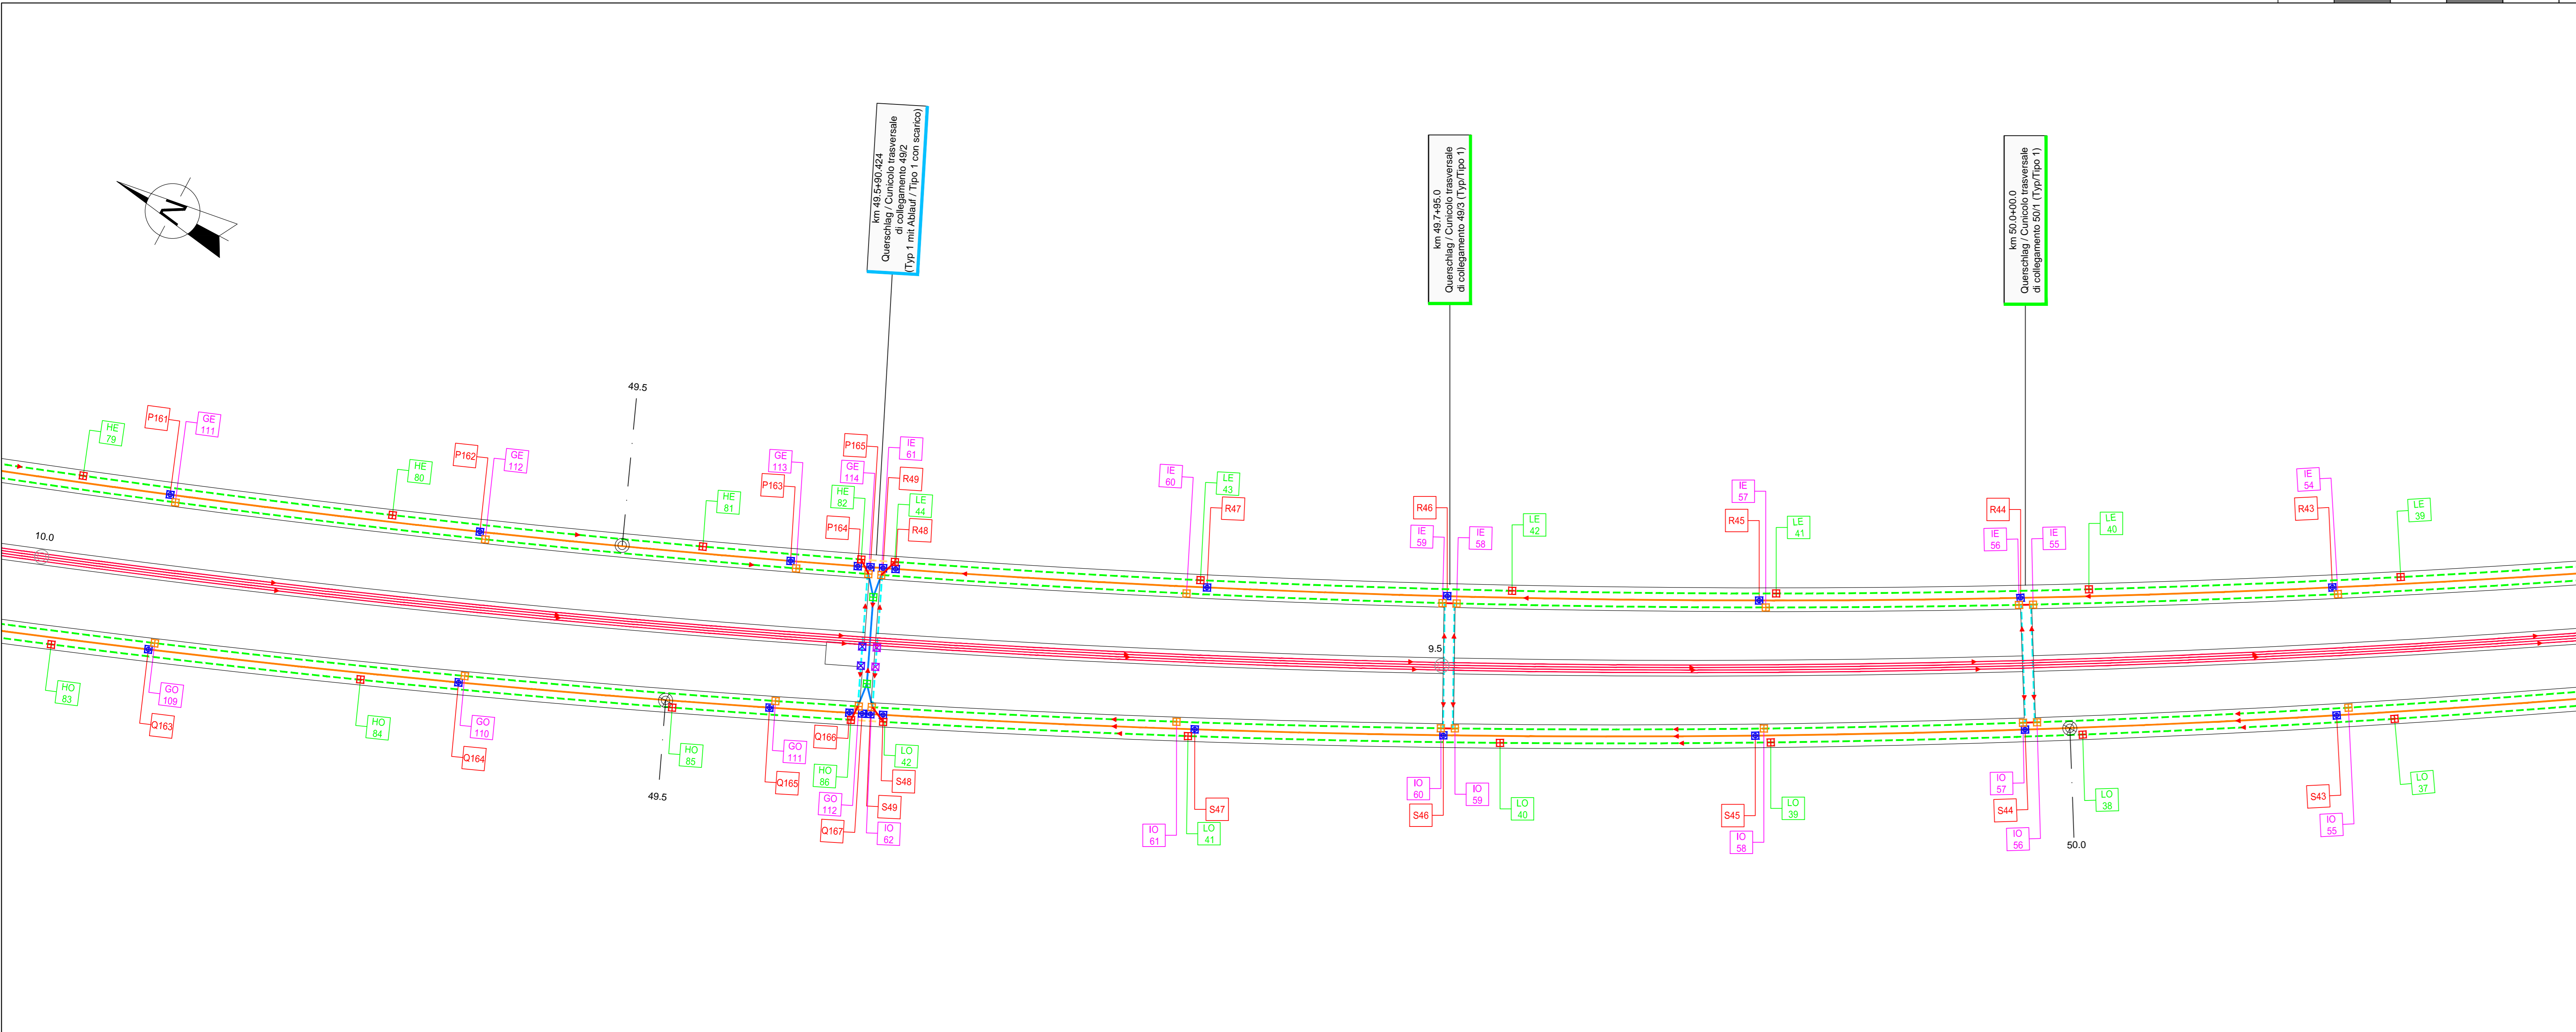 km 49.5+90.424
Querschlag / Cunicolo trasversale
di collegamento 49/2
(Typ 1 mit Ablauf / Tipo 1 con scarico)
km 49.7+95.0
Querschlag / Cunicolo trasversale
di collegamento 49/3 (Typ/Tipo 1)
km 50.0+00.0
Querschlag / Cunicolo trasversale
di collegamento 50/1 (Typ/Tipo 1)
N
49.5
HE
79
P161
GE
111
P162
GE
112
HE
80
HE
81
GE
113
P163
P165
GE
114
HE
82
P164
IE
61
R49
LE
44
R48
IE
60
LE
43
R47
R46
IE
59
IE
58
LE
42
IE
57
R45
LE
41
R44
IE
56
IE
55
LE
40
IE
54
R43
LE
39
10.0
9.5
HO
83
GO
109
Q163
HO
84
GO
110
Q164
49.5
HO
85
GO
111
Q165
Q166
HO
86
GO
112
Q167
LO
42
S48
S49
IO
62
IO
61
S47
LO
41
IO
60
S46
IO
59
LO
40
S45
IO
58
LO
39
IO
57
S44
IO
56
50.0
LO
38
S43
IO
55
LO
37